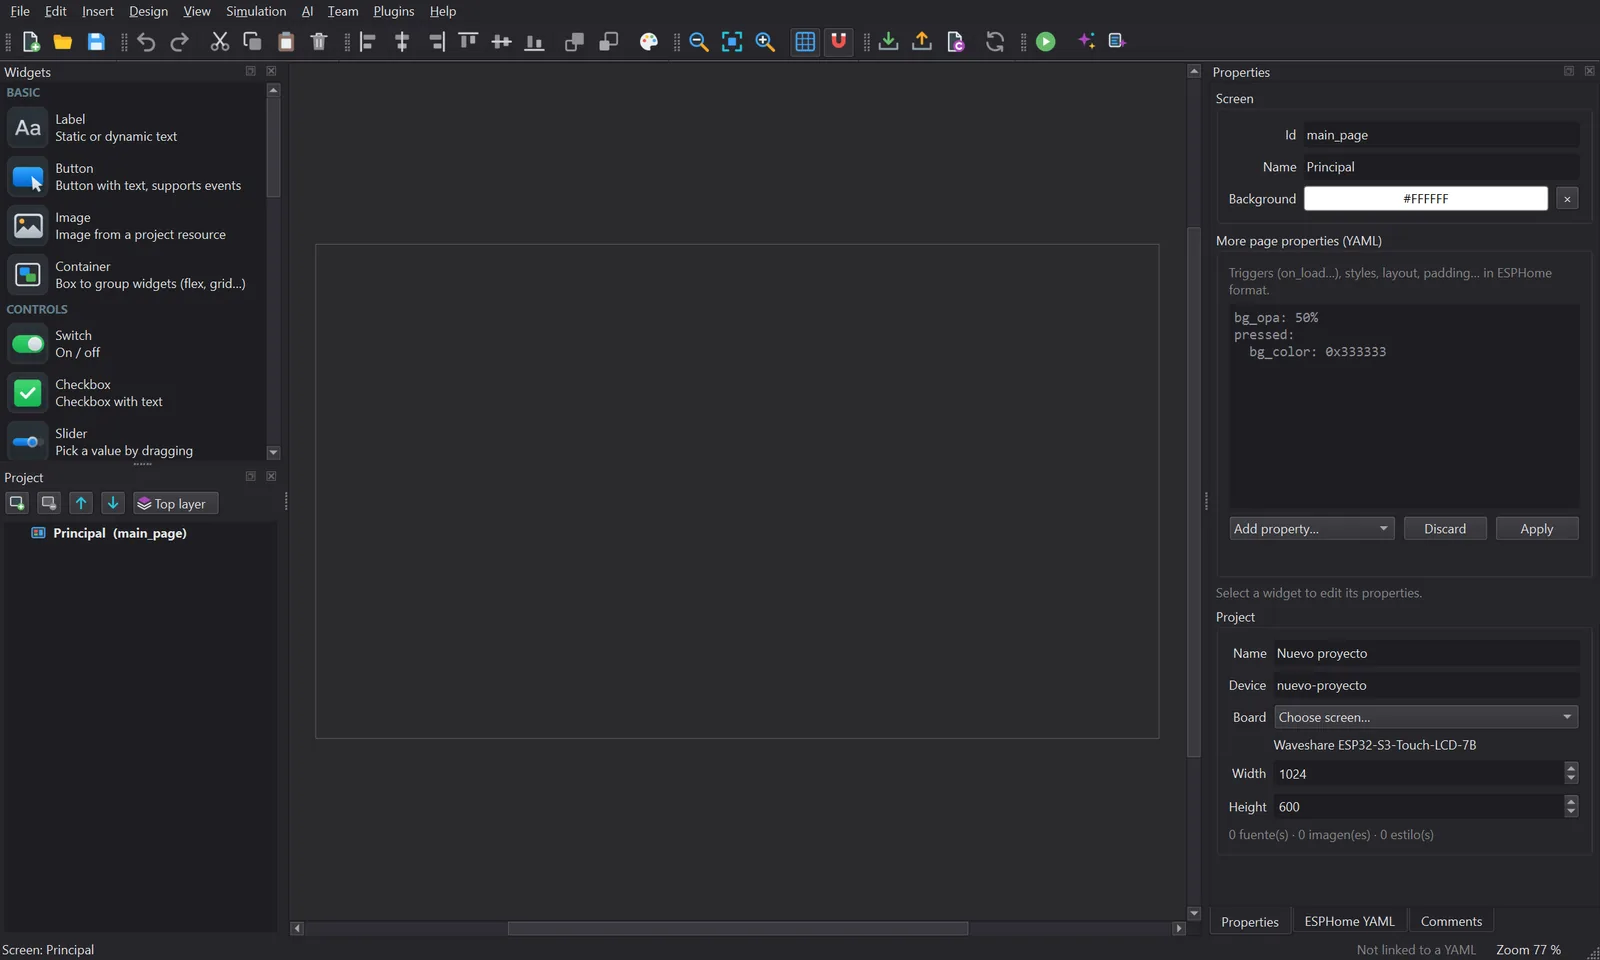 File Edit Insert Design View Simulation AI Team Plugins Help
Widgets
BASIC
Aa
Label
Static or dynamic text
Button
Button with text, supports events
Image
Image from a project resource
Container
Box to group widgets (flex, grid...)
CONTROLS
Switch
On / off
Checkbox
Checkbox with text
Slider
Pick a value by dragging
Project
Top layer
Principal (main_page)
Screen: Principal
Properties
Screen
Id main_page
Name Principal
Background #FFFFFF
More page properties (YAML)
Triggers (on_load...), styles, layout, padding... in ESPHome
format.
bg_opa: 50%
pressed:
bg_color: 0x333333
Add property... Discard Apply
Select a widget to edit its properties.
Project
Name Nuevo proyecto
Device nuevo-proyecto
Board Choose screen...
Waveshare ESP32-S3-Touch-LCD-7B
Width 1024
Height 600
0 fuente(s) · 0 imagen(es) · 0 estilo(s)
Properties ESPHome YAML Comments
Not linked to a YAML Zoom 77 %